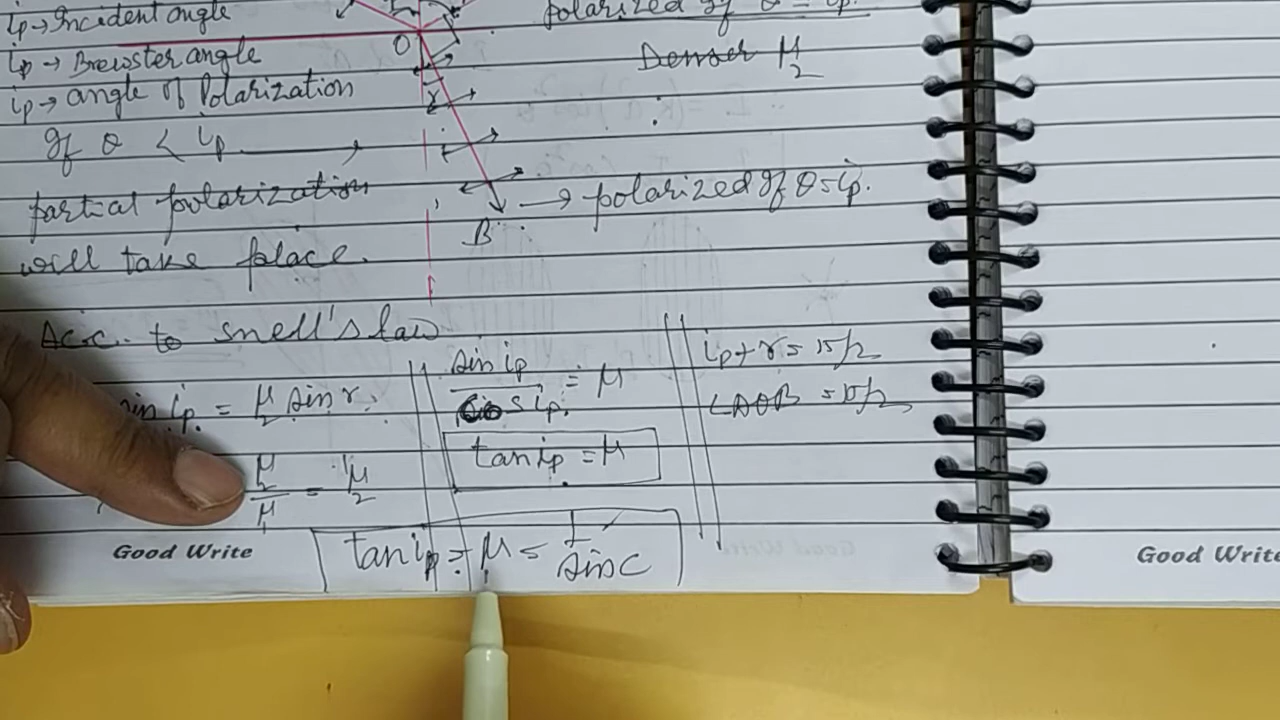 ip → Incident angle
polarized if θ = ip.
O
ip → Brewster angle
Denser μ2
ip → angle of Polarization
r
If θ < ip
partial polarization
→ polarized if θ = ip.
B
will take place.
Acc. to snell's law
sin ip = μ2 sin r
sin ip / Cos ip. = μ
ip + r = π/2
∠AOB = π/2
tan ip = μ
μ2 / μ1 = 1μ2
tan ip = μ = 1 / sin C
Good Write
Good Write